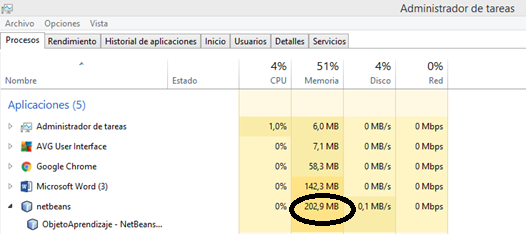 Administrador de tareas
Archivo Opciones Vista
Procesos Rendimiento Historial de aplicaciones Inicio Usuarios Detalles Servicios
4% 51% 4% 0%
Nombre Estado CPU Memoria Disco Red
Aplicaciones (5)
Administrador de tareas 1,0% 6,0 MB 0 MB/s 0 Mbps
AVG User Interface 0% 7,1 MB 0 MB/s 0 Mbps
Google Chrome 0% 58,3 MB 0 MB/s 0 Mbps
Microsoft Word (3) 0% 142,3 MB 0 MB/s 0 Mbps
netbeans 0% 202,9 MB 0,1 MB/s 0 Mbps
ObjetoAprendizaje - NetBeans...